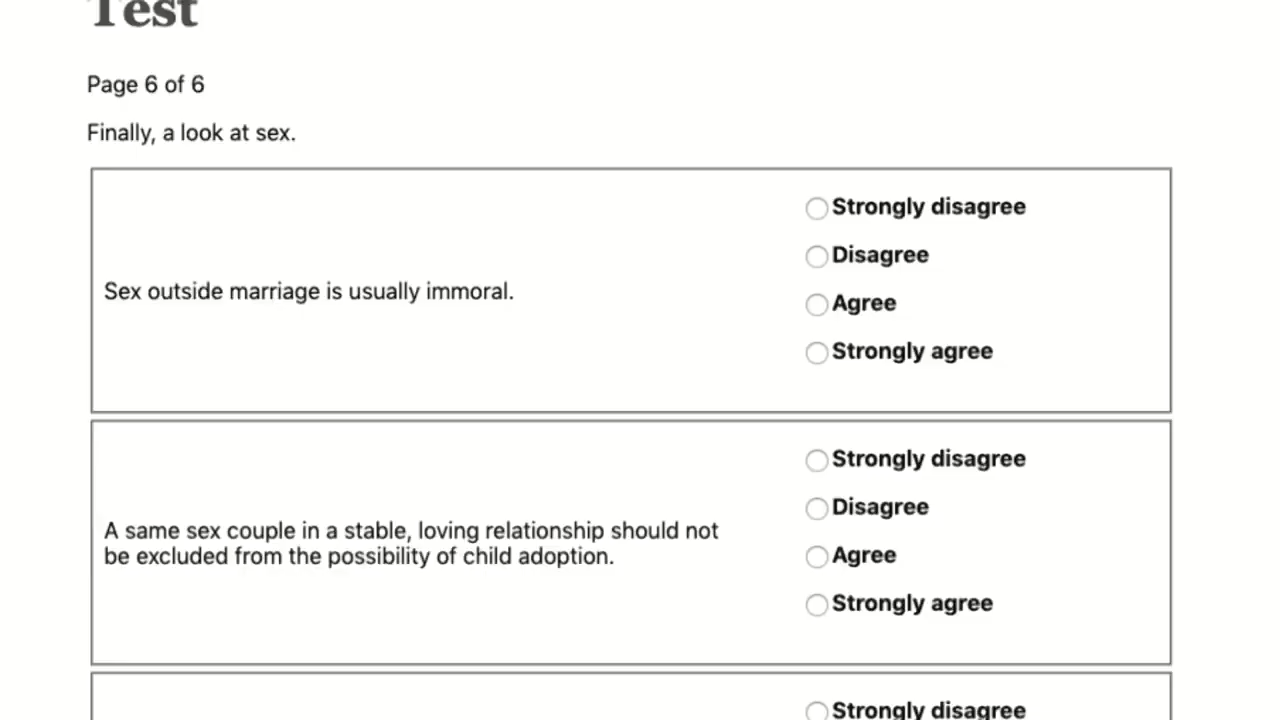 Test
Page 6 of 6
Finally, a look at sex.
Sex outside marriage is usually immoral.
Strongly disagree
Disagree
Agree
Strongly agree
A same sex couple in a stable, loving relationship should not
be excluded from the possibility of child adoption.
Strongly disagree
Disagree
Agree
Strongly agree
Strongly disagree